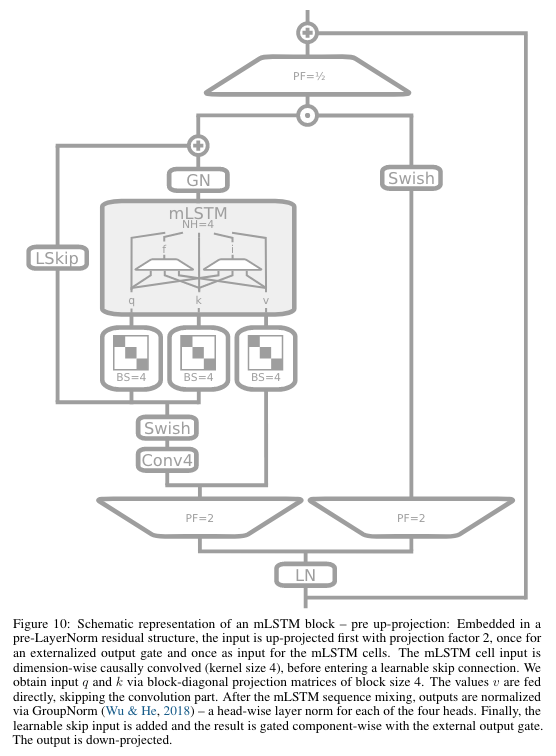 PF=½
GN
Swish
mLSTM
NH=4
LSkip
f
i
q
k
v
BS=4
BS=4
BS=4
Swish
Conv4
PF=2
PF=2
LN
Figure 10: Schematic representation of an mLSTM block – pre up-projection: Embedded in a
pre-LayerNorm residual structure, the input is up-projected first with projection factor 2, once for
an externalized output gate and once as input for the mLSTM cells. The mLSTM cell input is
dimension-wise causally convolved (kernel size 4), before entering a learnable skip connection. We
obtain input q and k via block-diagonal projection matrices of block size 4. The values v are fed
directly, skipping the convolution part. After the mLSTM sequence mixing, outputs are normalized
via GroupNorm (Wu & He, 2018) – a head-wise layer norm for each of the four heads. Finally, the
learnable skip input is added and the result is gated component-wise with the external output gate.
The output is down-projected.